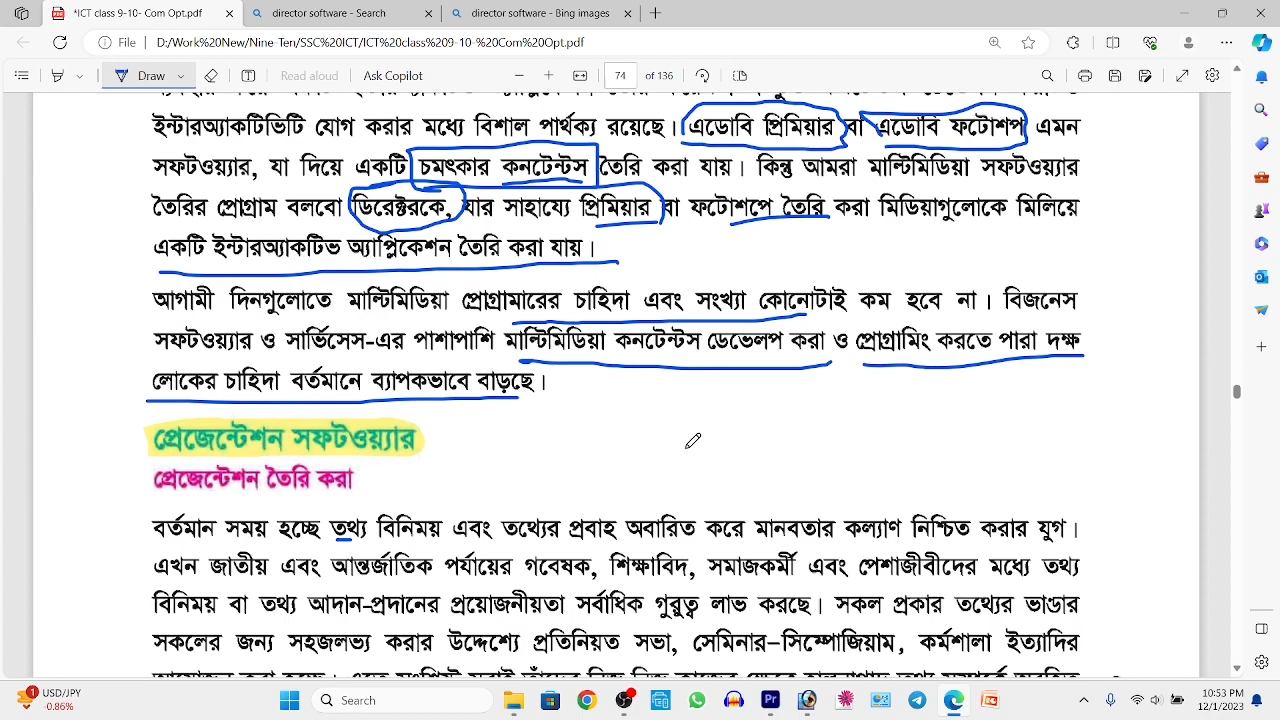 *ICT class 9-10- Com Opt.pdf
director software - Search
director software - Bing images
File
D:/Work%20New/Nine-Ten/SSC%20ICT/ICT%20class%209-10-%20Com%20Opt.pdf
Draw
Read aloud
Ask Copilot
74
of 136
ইন্টারঅ্যাকটিভিটি যোগ করার মধ্যে বিশাল পার্থক্য রয়েছে। এডোবি প্রিমিয়ার বা এডোবি ফটোশপ এমন
সফটওয়্যার, যা দিয়ে একটি চমৎকার কনটেন্টস তৈরি করা যায়। কিন্তু আমরা মাল্টিমিডিয়া সফটওয়্যার
তৈরির প্রোগ্রাম বলবো ডিরেক্টরকে, যার সাহায্যে প্রিমিয়ার বা ফটোশপে তৈরি করা মিডিয়াগুলোকে মিলিয়ে
একটি ইন্টারঅ্যাকটিভ অ্যাপ্লিকেশন তৈরি করা যায়।
আগামী দিনগুলোতে মাল্টিমিডিয়া প্রোগ্রামারের চাহিদা এবং সংখ্যা কোনোটাই কম হবে না। বিজনেস
সফটওয়্যার ও সার্ভিসেস-এর পাশাপাশি মাল্টিমিডিয়া কনটেন্টস ডেভেলপ করা ও প্রোগ্রামিং করতে পারা দক্ষ
লোকের চাহিদা বর্তমানে ব্যাপকভাবে বাড়ছে।
প্রেজেন্টেশন সফটওয়্যার
প্রেজেন্টেশন তৈরি করা
বর্তমান সময় হচ্ছে তথ্য বিনিময় এবং তথ্যের প্রবাহ অবারিত করে মানবতার কল্যাণ নিশ্চিত করার যুগ।
এখন জাতীয় এবং আন্তর্জাতিক পর্যায়ের গবেষক, শিক্ষাবিদ, সমাজকর্মী এবং পেশাজীবীদের মধ্যে তথ্য
বিনিময় বা তথ্য আদান-প্রদানের প্রয়োজনীয়তা সর্বাধিক গুরুত্ব লাভ করছে। সকল প্রকার তথ্যের ভাণ্ডার
সকলের জন্য সহজলভ্য করার উদ্দেশ্যে প্রতিনিয়ত সভা, সেমিনার-সিম্পোজিয়াম, কর্মশালা ইত্যাদির
USD/JPY
-0.88%
Search
10:53 PM
12/1/2023